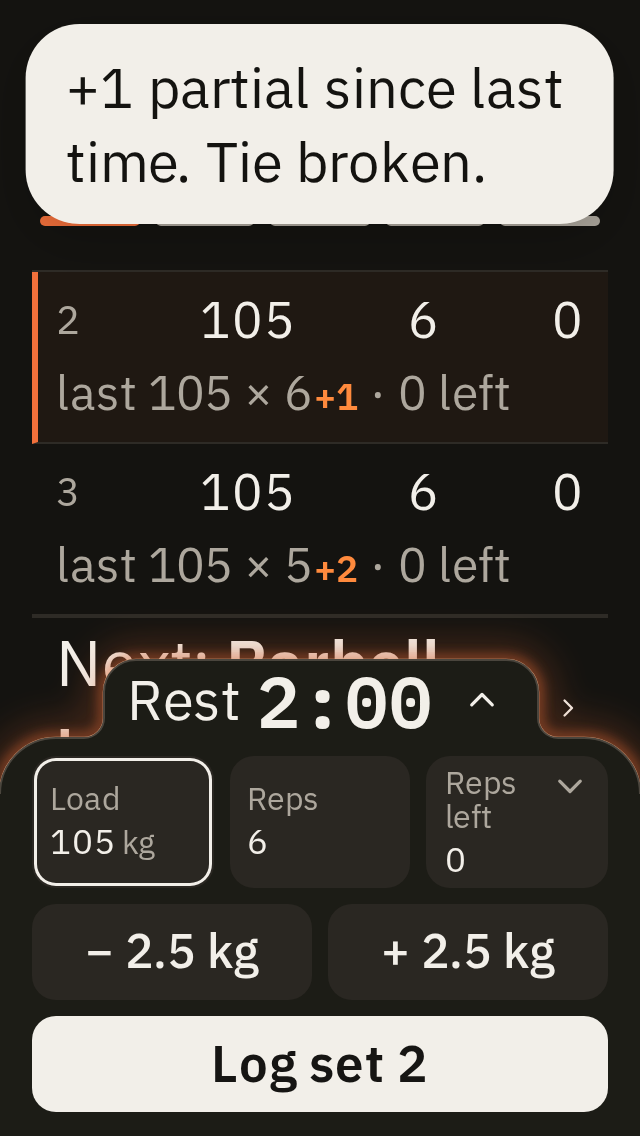 +1 partial since last
time. Tie broken.
2 105 6 0
last 105 × 6+1 · 0 left
3 105 6 0
last 105 × 5+2 · 0 left
Next: Barbell
Rest 2:00
Load
105 kg
Reps
6
Reps
left
0
− 2.5 kg
+ 2.5 kg
Log set 2